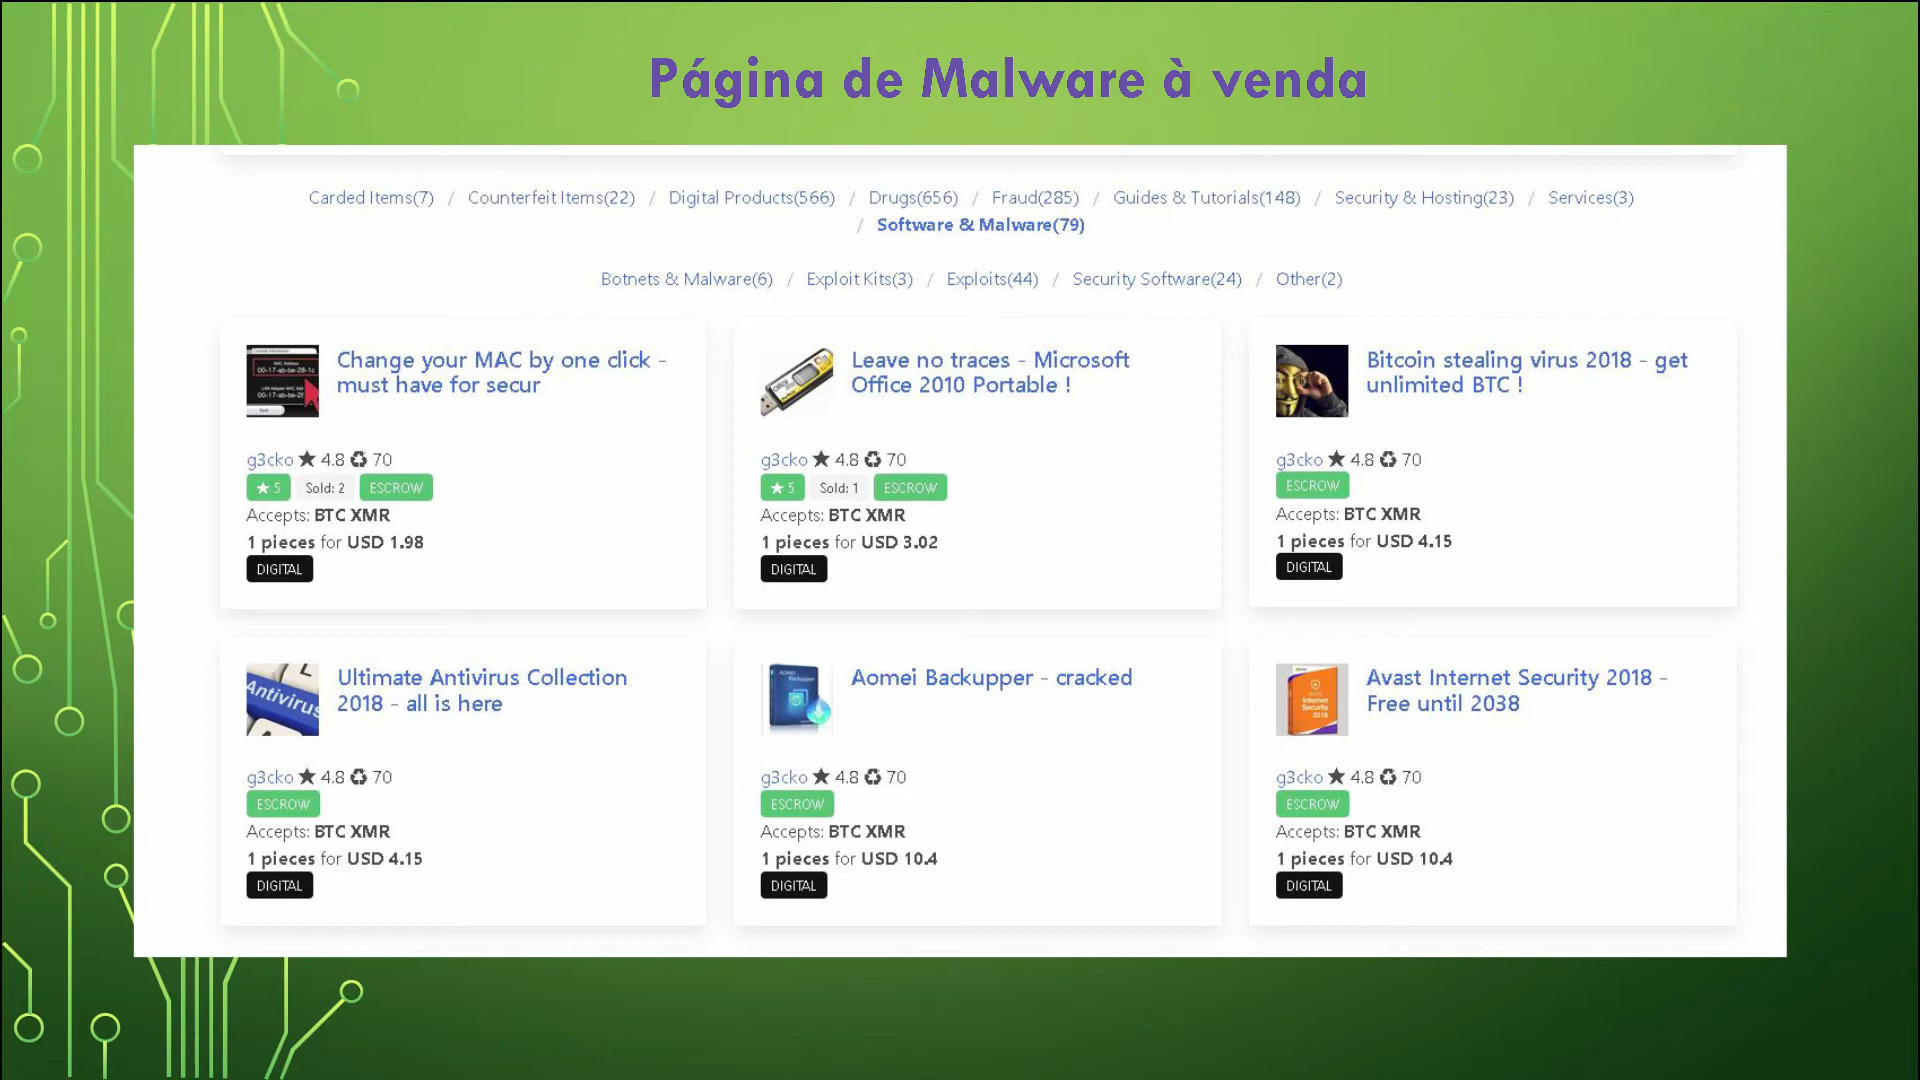 Página de Malware à venda
Carded Items(7) / Counterfeit Items(22) / Digital Products(566) / Drugs(656) / Fraud(285) / Guides & Tutorials(148) / Security & Hosting(23) / Services(3)
/ Software & Malware(79)
Botnets & Malware(6) / Exploit Kits(3) / Exploits(44) / Security Software(24) / Other(2)
Change your MAC by one click -
must have for secur
g3cko ★ 4.8 ♻ 70
★ 5 Sold: 2 ESCROW
Accepts: BTC XMR
1 pieces for USD 1.98
DIGITAL
Leave no traces - Microsoft
Office 2010 Portable !
g3cko ★ 4.8 ♻ 70
★ 5 Sold: 1 ESCROW
Accepts: BTC XMR
1 pieces for USD 3.02
DIGITAL
Bitcoin stealing virus 2018 - get
unlimited BTC !
g3cko ★ 4.8 ♻ 70
ESCROW
Accepts: BTC XMR
1 pieces for USD 4.15
DIGITAL
Antivirus
Ultimate Antivirus Collection
2018 - all is here
g3cko ★ 4.8 ♻ 70
ESCROW
Accepts: BTC XMR
1 pieces for USD 4.15
DIGITAL
Aomei Backupper - cracked
g3cko ★ 4.8 ♻ 70
ESCROW
Accepts: BTC XMR
1 pieces for USD 10.4
DIGITAL
Internet
Security
2018
Avast Internet Security 2018 -
Free until 2038
g3cko ★ 4.8 ♻ 70
ESCROW
Accepts: BTC XMR
1 pieces for USD 10.4
DIGITAL